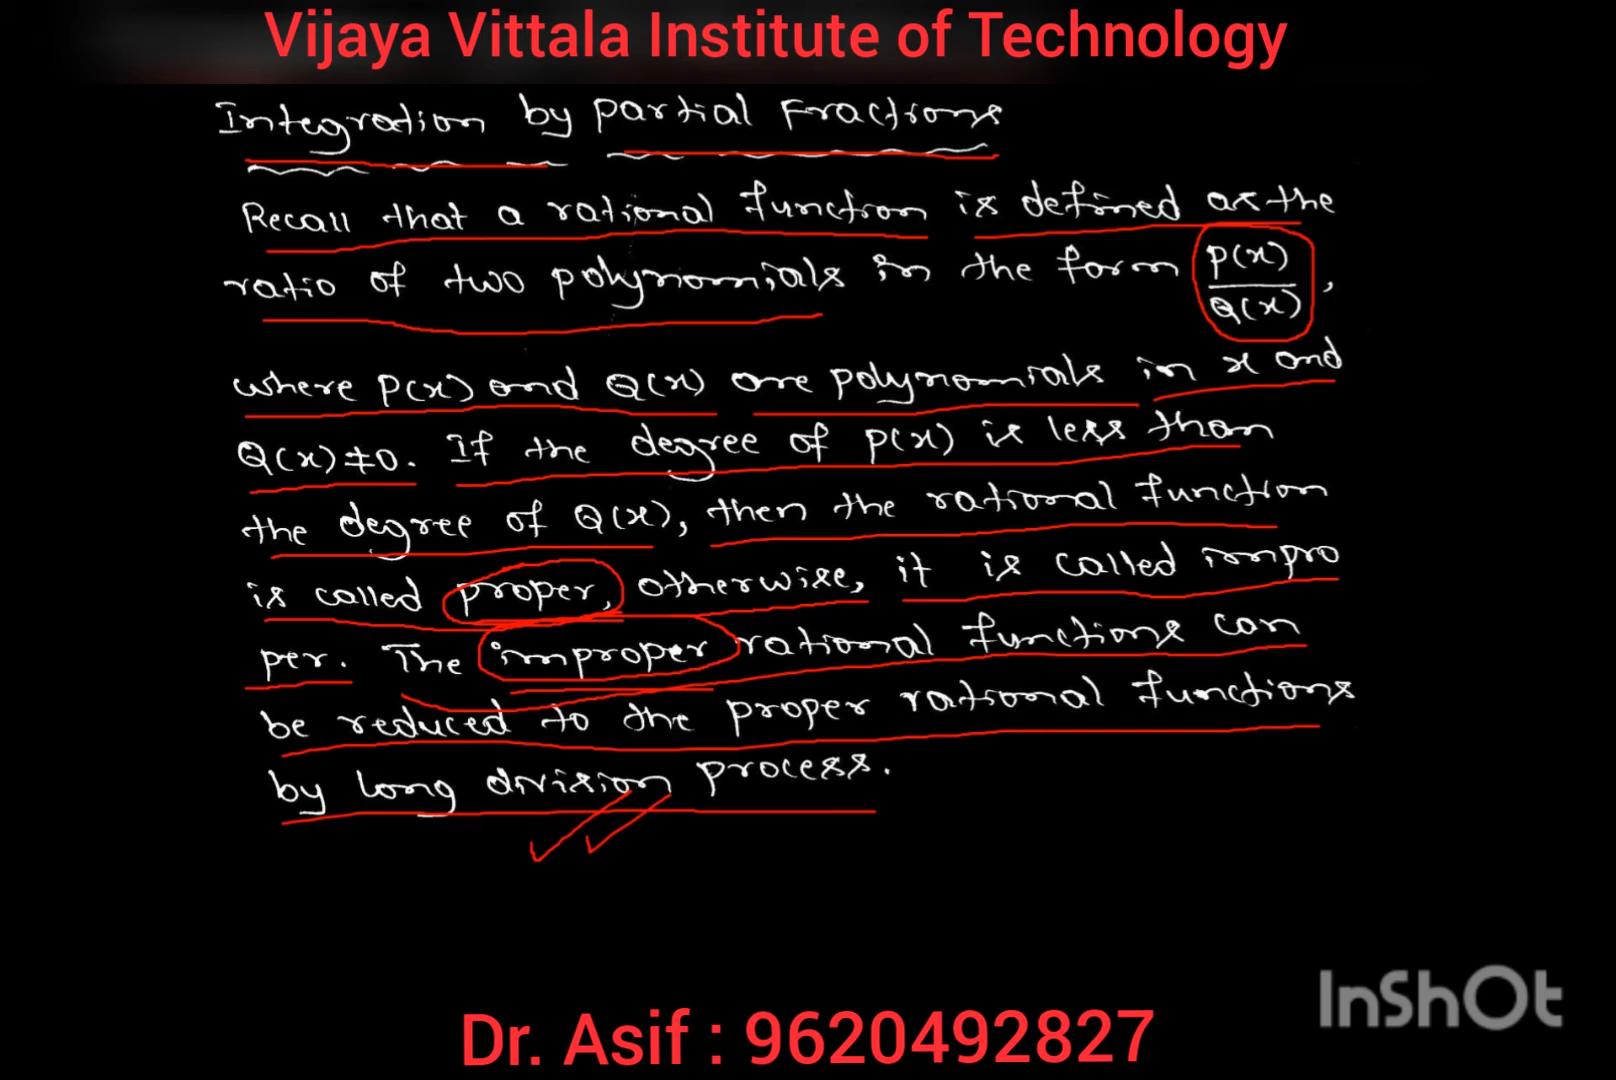 Vijaya Vittala Institute of Technology
Integration by Partial Fractions
Recall that a rational function is defined as the
ratio of two polynomials in the form P(x)/Q(x),
where P(x) and Q(x) are polynomials in x and
Q(x)≠0. If the degree of P(x) is less than
the degree of Q(x), then the rational function
is called proper, otherwise, it is called impro
per. The improper rational functions can
be reduced to the proper rational functions
by long division process.
InShOt
Dr. Asif : 9620492827